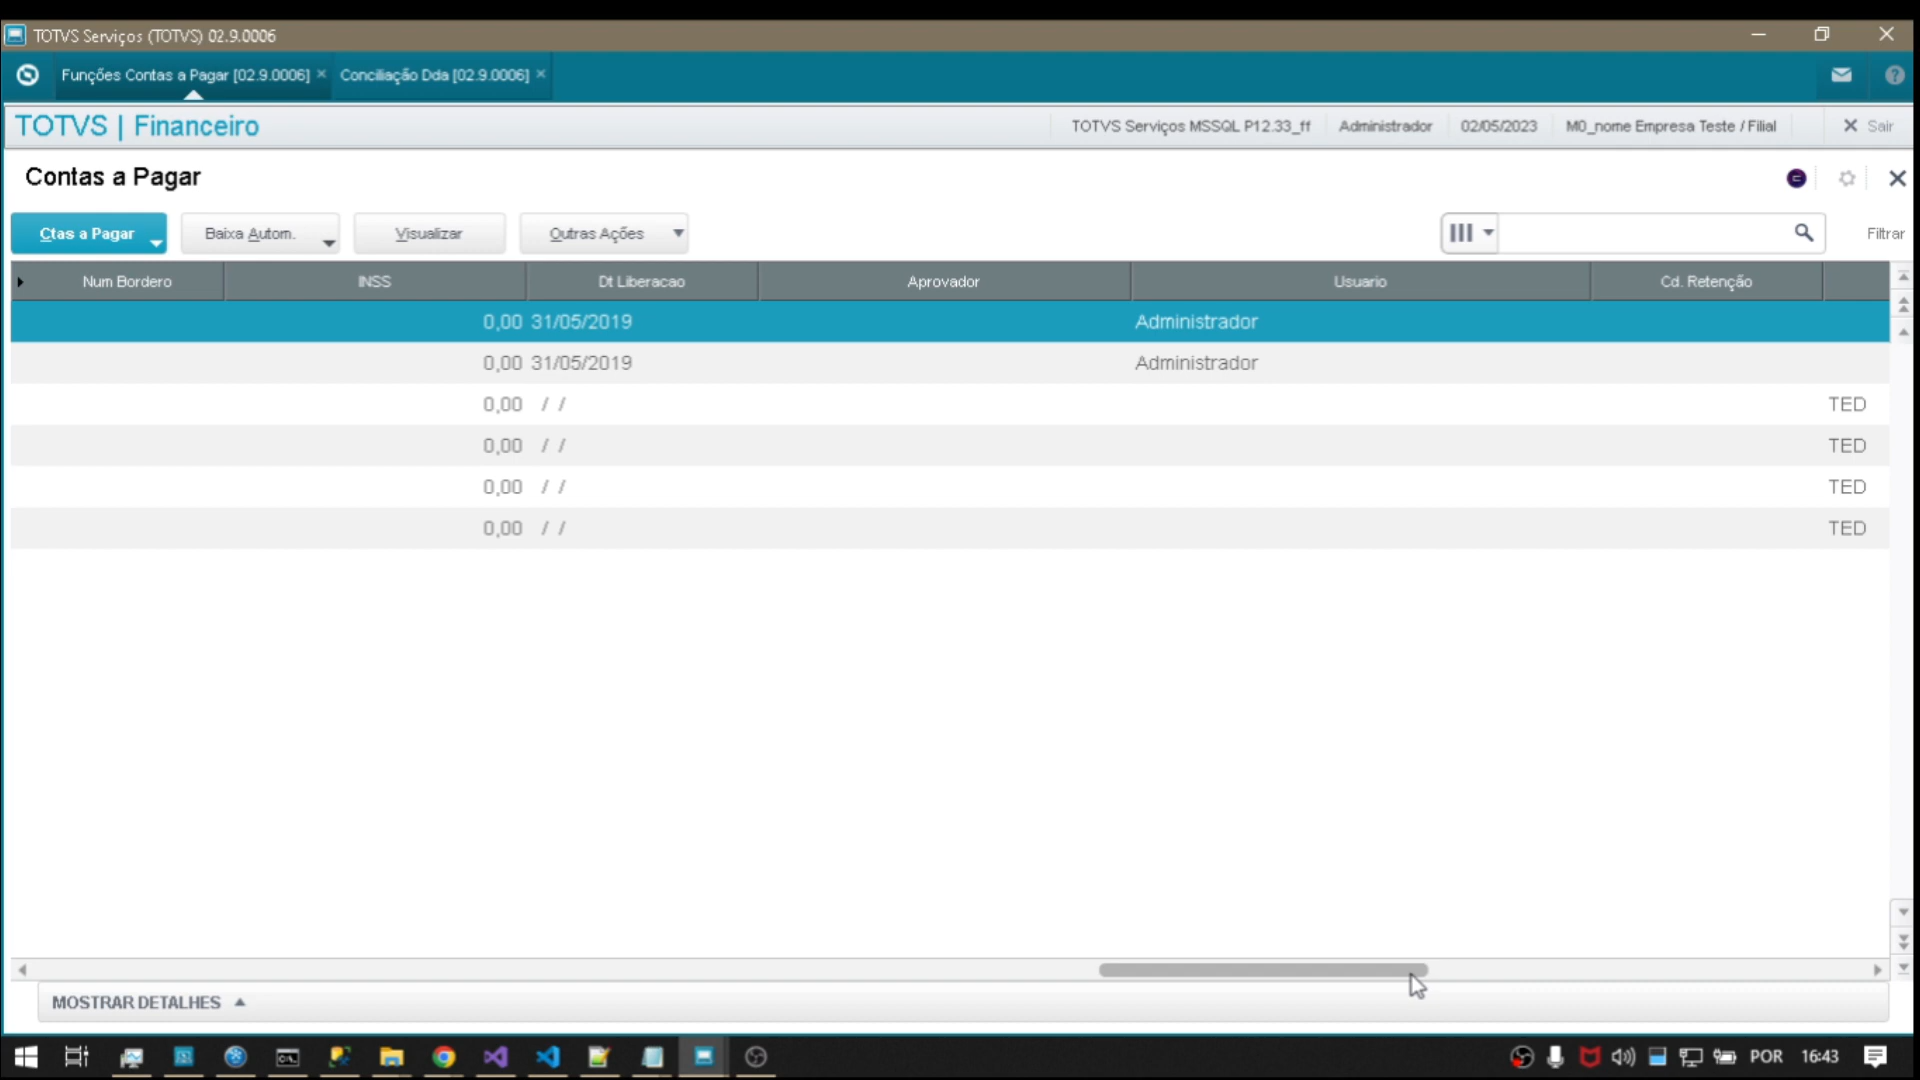 TOTVS Serviços (TOTVS) 02.9.0006
Funções Contas a Pagar [02.9.0006] × Conciliação Dda [02.9.0006] ×
TOTVS | Financeiro TOTVS Serviços MSSQL P12.33_ff Administrador 02/05/2023 M0_nome Empresa Teste / Filial Sair
Contas a Pagar
Ctas a Pagar Baixa Autom. Visualizar Outras Ações Filtrar
Num Bordero INSS Dt Liberacao Aprovador Usuario Cd. Retenção
0,00 31/05/2019 Administrador
0,00 31/05/2019 Administrador
0,00 / / TED
0,00 / / TED
0,00 / / TED
0,00 / / TED
MOSTRAR DETALHES
POR 16:43